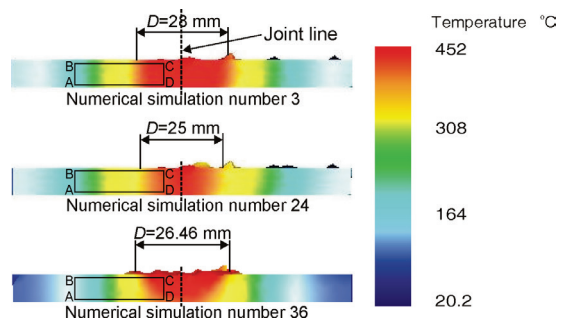 D=28 mm
Joint line
B C
A D
Numerical simulation number 3
D=25 mm
B C
A D
Numerical simulation number 24
D=26.46 mm
B C
A D
Numerical simulation number 36
Temperature °C
452
308
164
20.2